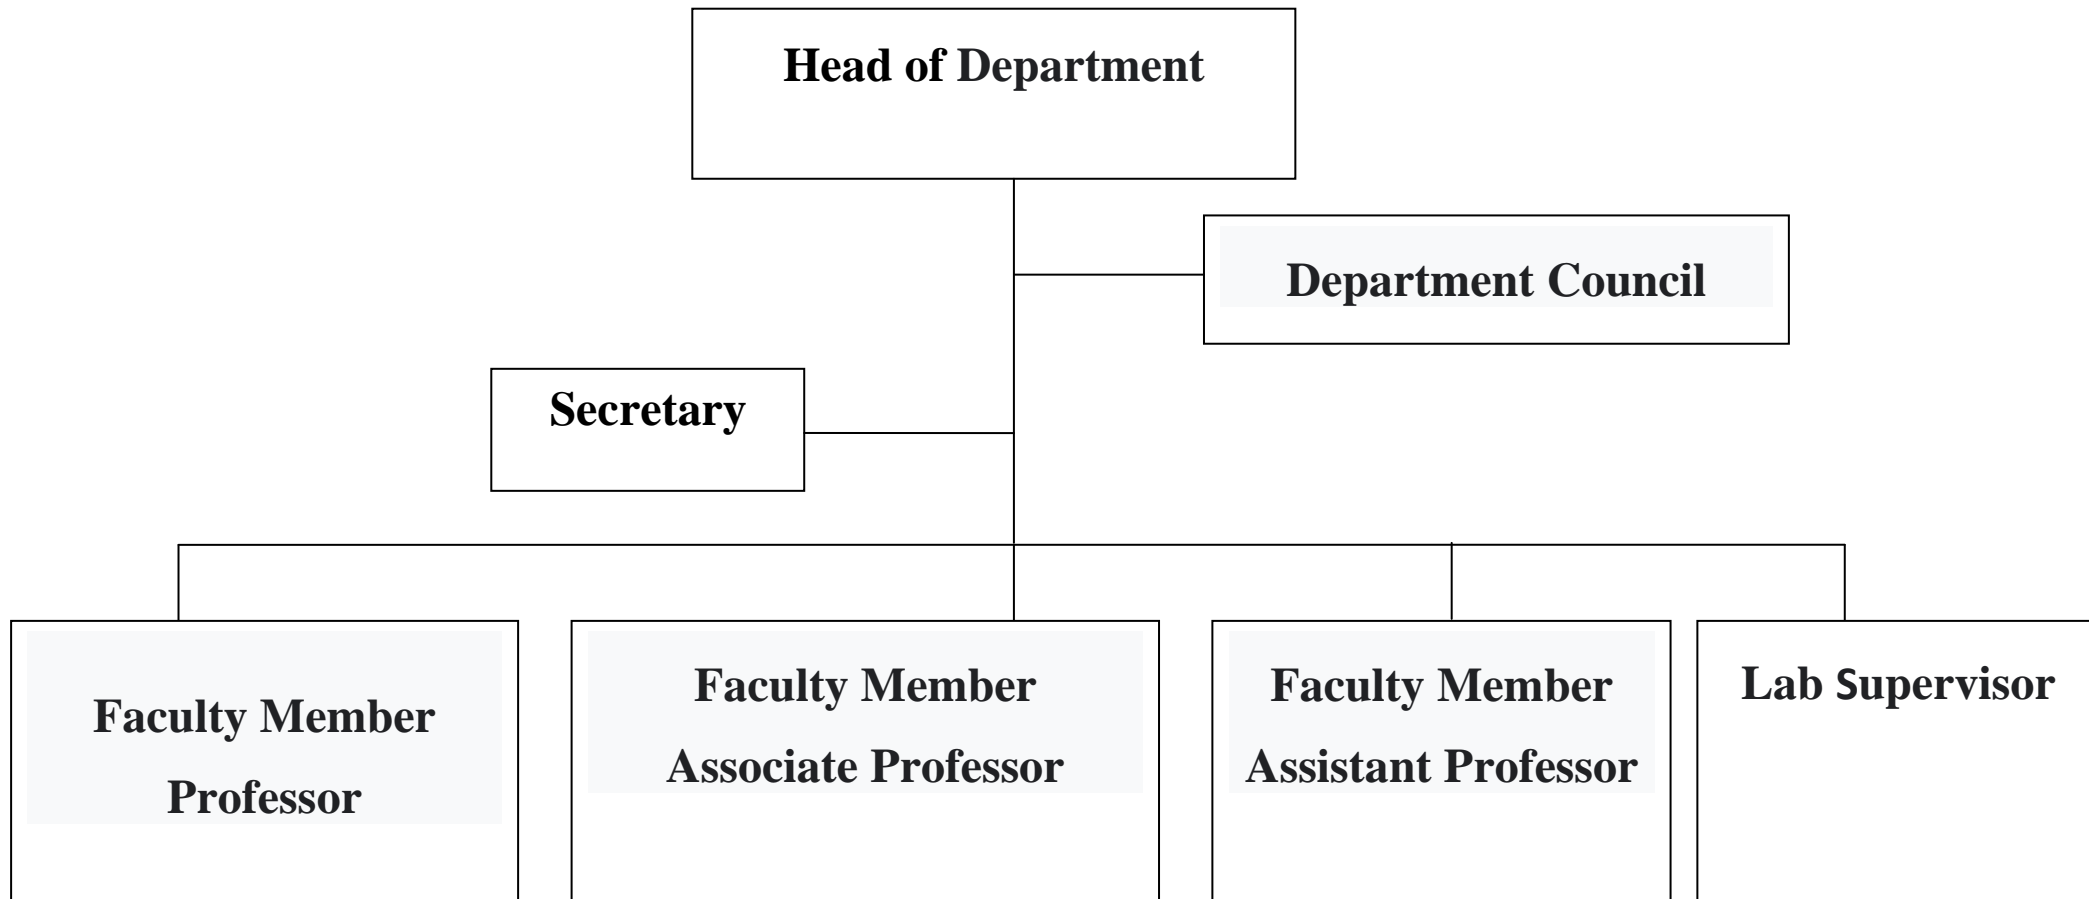 Head of Department
Department Council
Secretary
Faculty Member
Professor
Faculty Member
Associate Professor
Faculty Member
Assistant Professor
Lab Supervisor